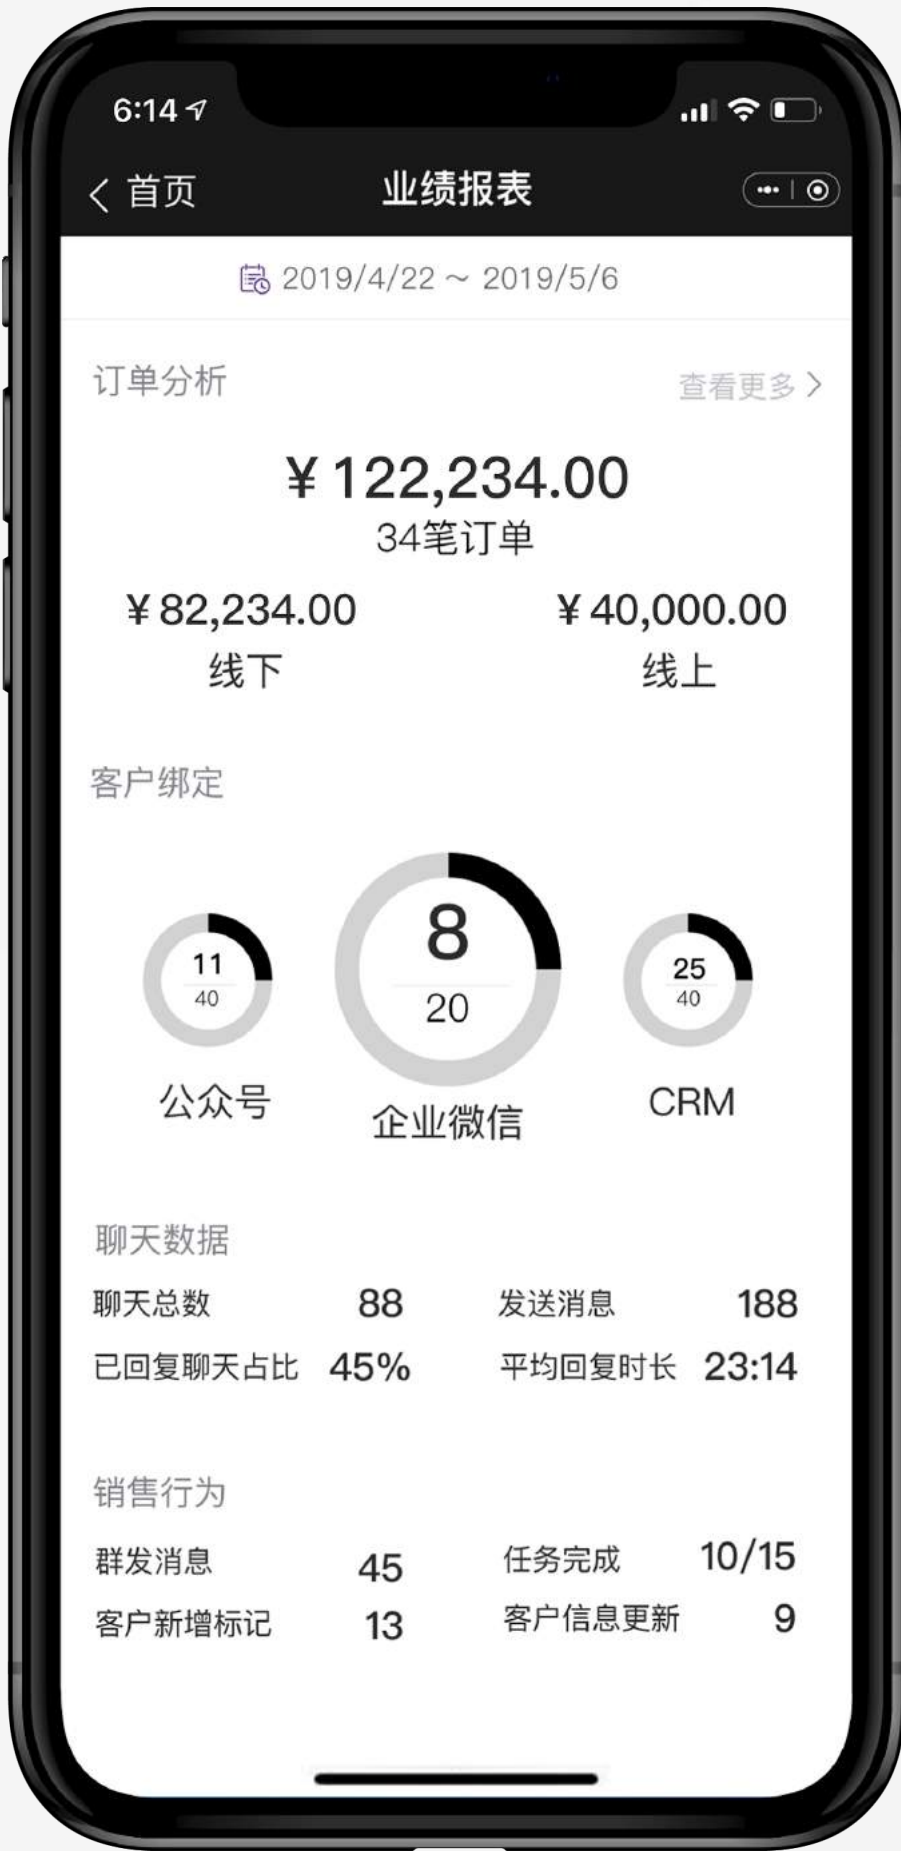 6:14
首页 业绩报表
2019/4/22 ~ 2019/5/6
订单分析 查看更多
¥ 122,234.00
34笔订单
¥ 82,234.00 ¥ 40,000.00
线下 线上
客户绑定
11 8 25
40 20 40
公众号 企业微信 CRM
聊天数据
聊天总数 88 发送消息 188
已回复聊天占比 45% 平均回复时长 23:14
销售行为
群发消息 45 任务完成 10/15
客户新增标记 13 客户信息更新 9